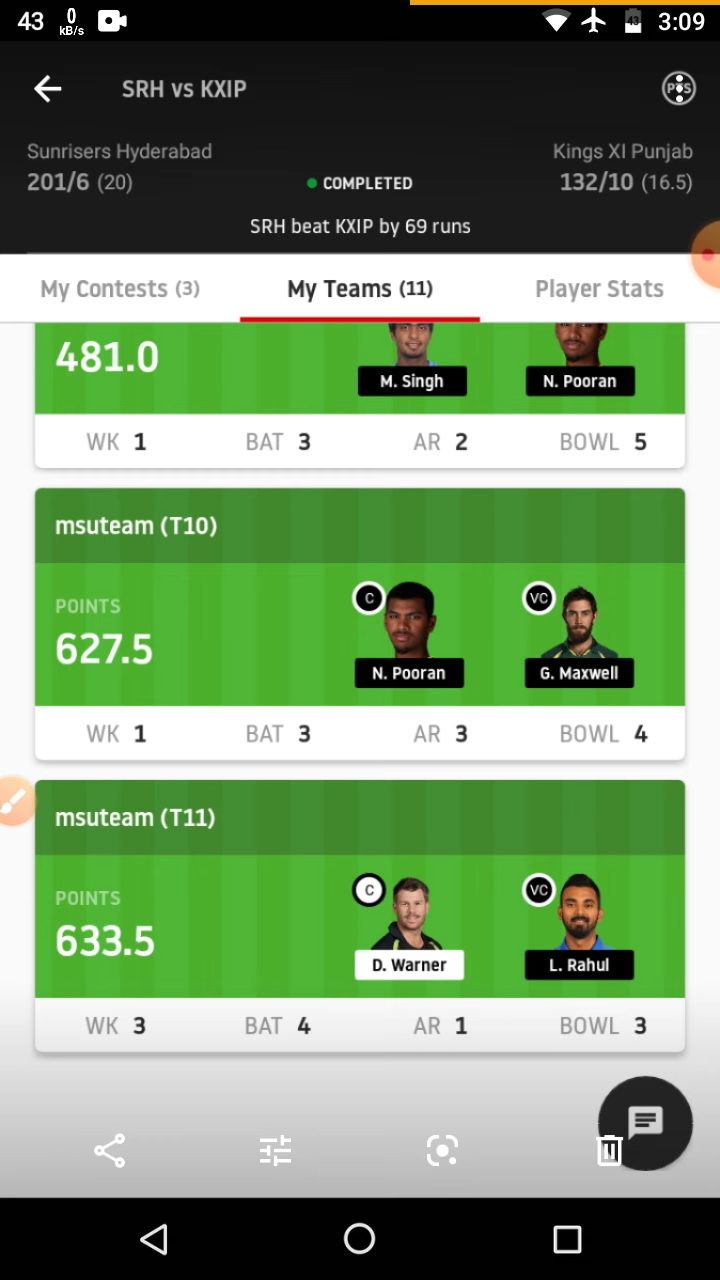 43 0 kB/s 43 3:09
SRH vs KXIP PTS
Sunrisers Hyderabad Kings XI Punjab
201/6 (20) COMPLETED 132/10 (16.5)
SRH beat KXIP by 69 runs
My Contests (3) My Teams (11) Player Stats
481.0
M. Singh N. Pooran
WK 1 BAT 3 AR 2 BOWL 5
msuteam (T10)
POINTS
627.5
C VC
N. Pooran G. Maxwell
WK 1 BAT 3 AR 3 BOWL 4
msuteam (T11)
POINTS
633.5
C VC
D. Warner L. Rahul
WK 3 BAT 4 AR 1 BOWL 3